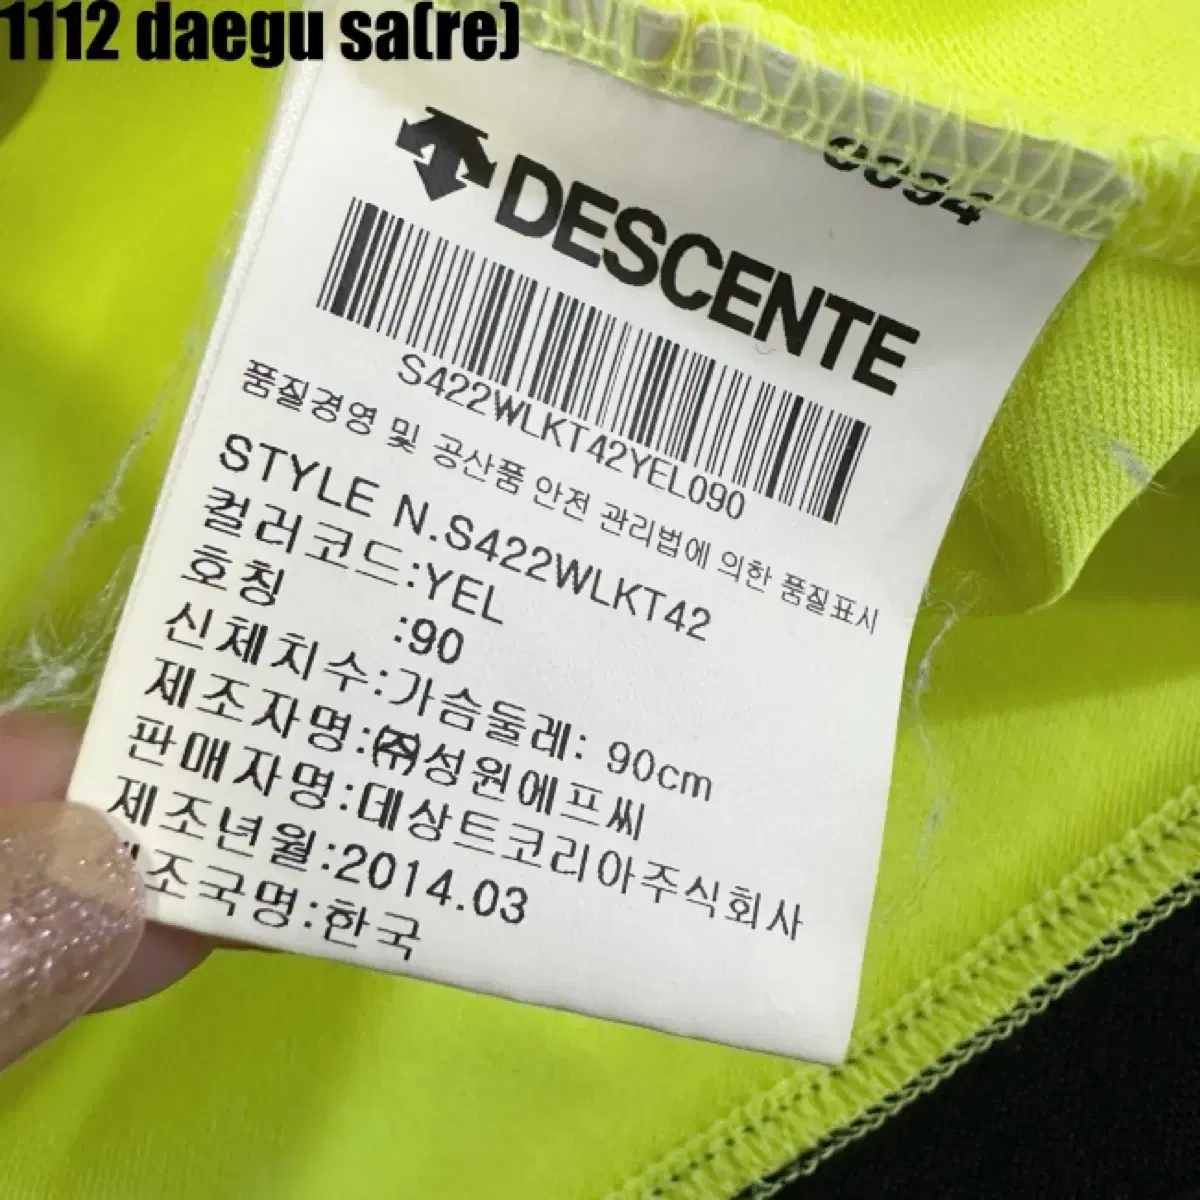 1112 daegu sa(re)
DESCENTE
S422WLKT42YEL090
품질경영 및 공산품 안전 관리법에 의한 품질표시
STYLE N.S422WLKT42
컬러코드:YEL
호칭 :90
신체치수:가슴둘레: 90cm
제조자명:㈜성원에프씨
판매자명:데상트코리아주식회사
제조년월:2014.03
제조국명:한국